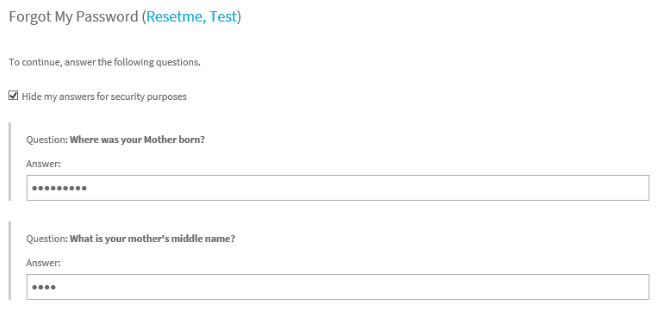 Forgot My Password (Resetme, Test)
To continue, answer the following questions.
Hide my answers for security purposes
Question: Where was your Mother born?
Answer:
•••••••••
Question: What is your mother's middle name?
Answer:
••••